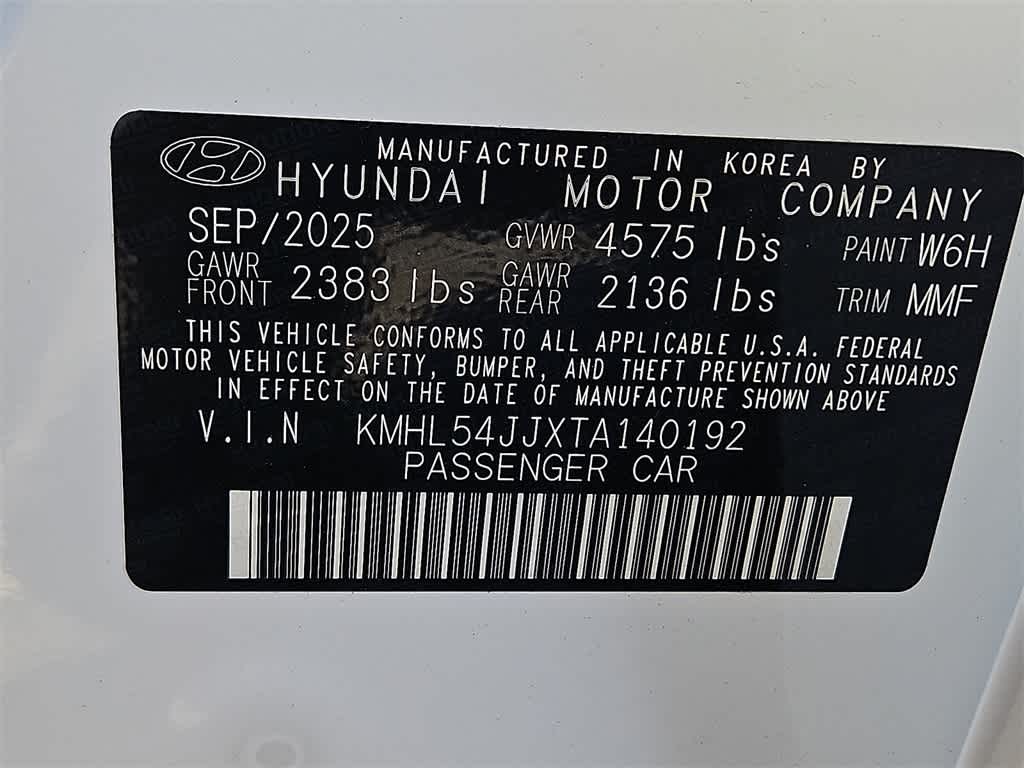 MANUFACTURED IN KOREA BY
HYUNDAI MOTOR COMPANY
SEP/2025 GVWR 4575 lbs PAINT W6H
GAWR FRONT 2383 lbs GAWR REAR 2136 lbs TRIM MMF
THIS VEHICLE CONFORMS TO ALL APPLICABLE U.S.A. FEDERAL
MOTOR VEHICLE SAFETY, BUMPER, AND THEFT PREVENTION STANDARDS
IN EFFECT ON THE DATE OF MANUFACTURE SHOWN ABOVE
V.I.N KMHL54JJXTA140192
PASSENGER CAR